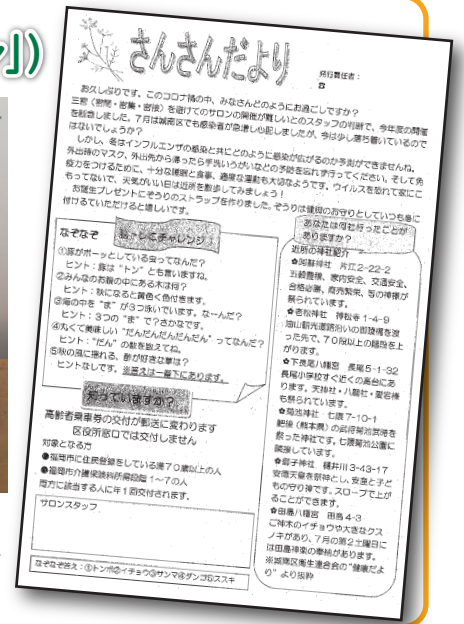 ン」)
さんさんだより
発行責任者:
☎
お久しぶりです。このコロナ禍の中、みなさんどのようにお過ごしですか?
三密(密閉・密集・密接)を避けてのサロンの開催が難しいとのスタッフの判断で、今年度の開催
を断念しました。7月は城南区でも感染者が急増し心配しましたが、今は少し落ち着いているので
はないでしょうか?
しかし、冬はインフルエンザの感染と共にどのように感染が広がるのか予測ができませんね。
外出時のマスク、外出先から帰ったら手洗いうがいなどの予防を忘れず行ってください。そして免
疫力をつけるために、十分な睡眠と食事、適度な運動も大切なようです。ウイルスを恐れて家にこ
もってないで、天気がいい日は近所を散歩してみましょう!
お誕生プレゼントにぞうりのストラップを作りました。ぞうりは健脚のお守りとしていつも身に
付けていただけると嬉しいです。
なぞなぞ
チャレンジ!
①豚がボーッとしている虫ってなんだ?
ヒント:豚は“トン”とも言いますね。
②みんなのお腹の中にある木は何?
ヒント:秋になると黄色く色付きます。
③海の中を“ま”が3つ泳いでいます。な〜んだ?
ヒント:3つの“ま”で?さかなです。
④丸くて美味しい“だんだんだんだんだん”ってなんだ?
ヒント:“だん”の数を数えてね。
⑤秋の風に揺れる、酢が好きな草は?
ヒントなしです。※答えは一番下にあります。
知っていますか?
高齢者乗車券の交付が郵送に変わります
区役所窓口では交付しません
対象となる方
●福岡市に住民登録をしている満70歳以上の人
●福岡市介護保険料所得段階1〜7の人
両方に該当する人に年1回交付されます。
サロンスタッフ
なぞなぞ答え:①トンボ②イチョウ③サンマ④ダンゴ⑤ススキ
あなたは何社行ったことが
ありますか?
近所の神社紹介
✿阿蘇神社 片江2-22-2
五穀豊穣、家内安全、交通安全、
合格必勝、商売繁栄、等の神様が
祭られています。
✿老松神社 神松寺1-4-9
油山観光道路沿いの御陵橋を渡
った先で、70段以上の階段を上
がります。
✿下長尾八幡宮 長尾5-1-32
長尾小学校すぐ近くの高台にあ
ります。天神社・八龍社・愛宕様
も祭られています。
✿菊池神社 七隈7-10-1
肥後(熊本県)の武将菊池武時を
祭った神社です。七隈菊池公園に
隣接しています。
神社 樋井川3-43-17
安徳天皇を祭神とし、安産と子ど
もの守り神です。スロープで上が
ることができます。
✿田島八幡宮 田島4-3
ご神木のイチョウや大きなクス
ノキがあり、7月の第2土曜日に
は田島神楽の奉納があります。
※城南区衛生連合会の“健康だよ
り”より抜粋